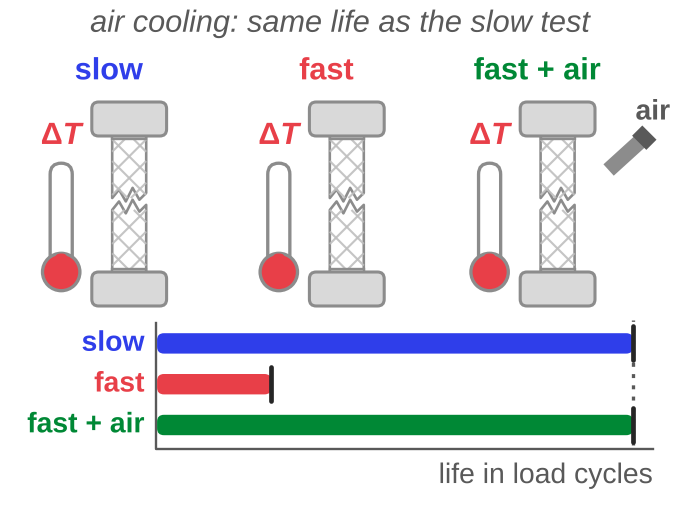 air cooling: same life as the slow test
slow
fast
fast + air
air
ΔT
ΔT
ΔT
slow
fast
fast + air
life in load cycles